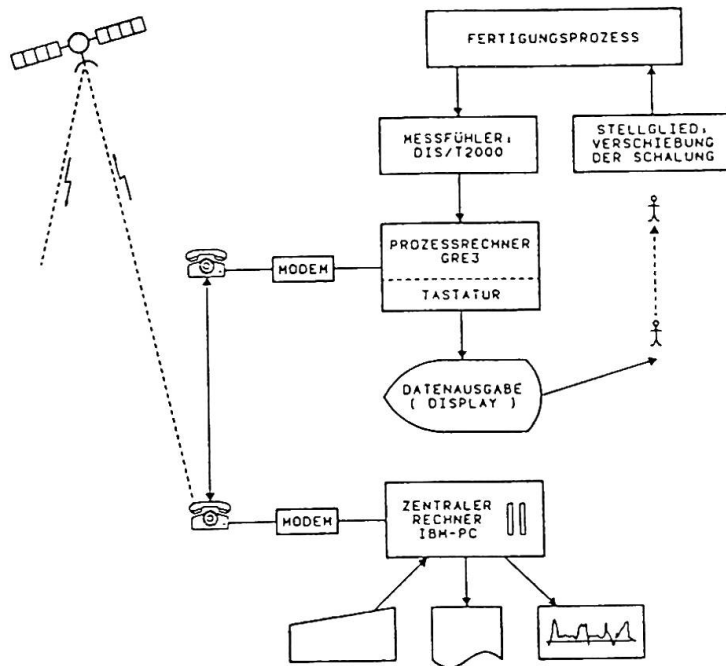 FERTIGUNGSPROZESS
MESSFÜHLER;
DIS/T2000
STELLGLIED;
VERSCHIEBUNG
DER SCHALUNG
PROZESSRECHNER
GRE3
TASTATUR
MODEM
DATENAUSGABE
( DISPLAY )
MODEM
ZENTRALER
RECHNER
IBM-PC